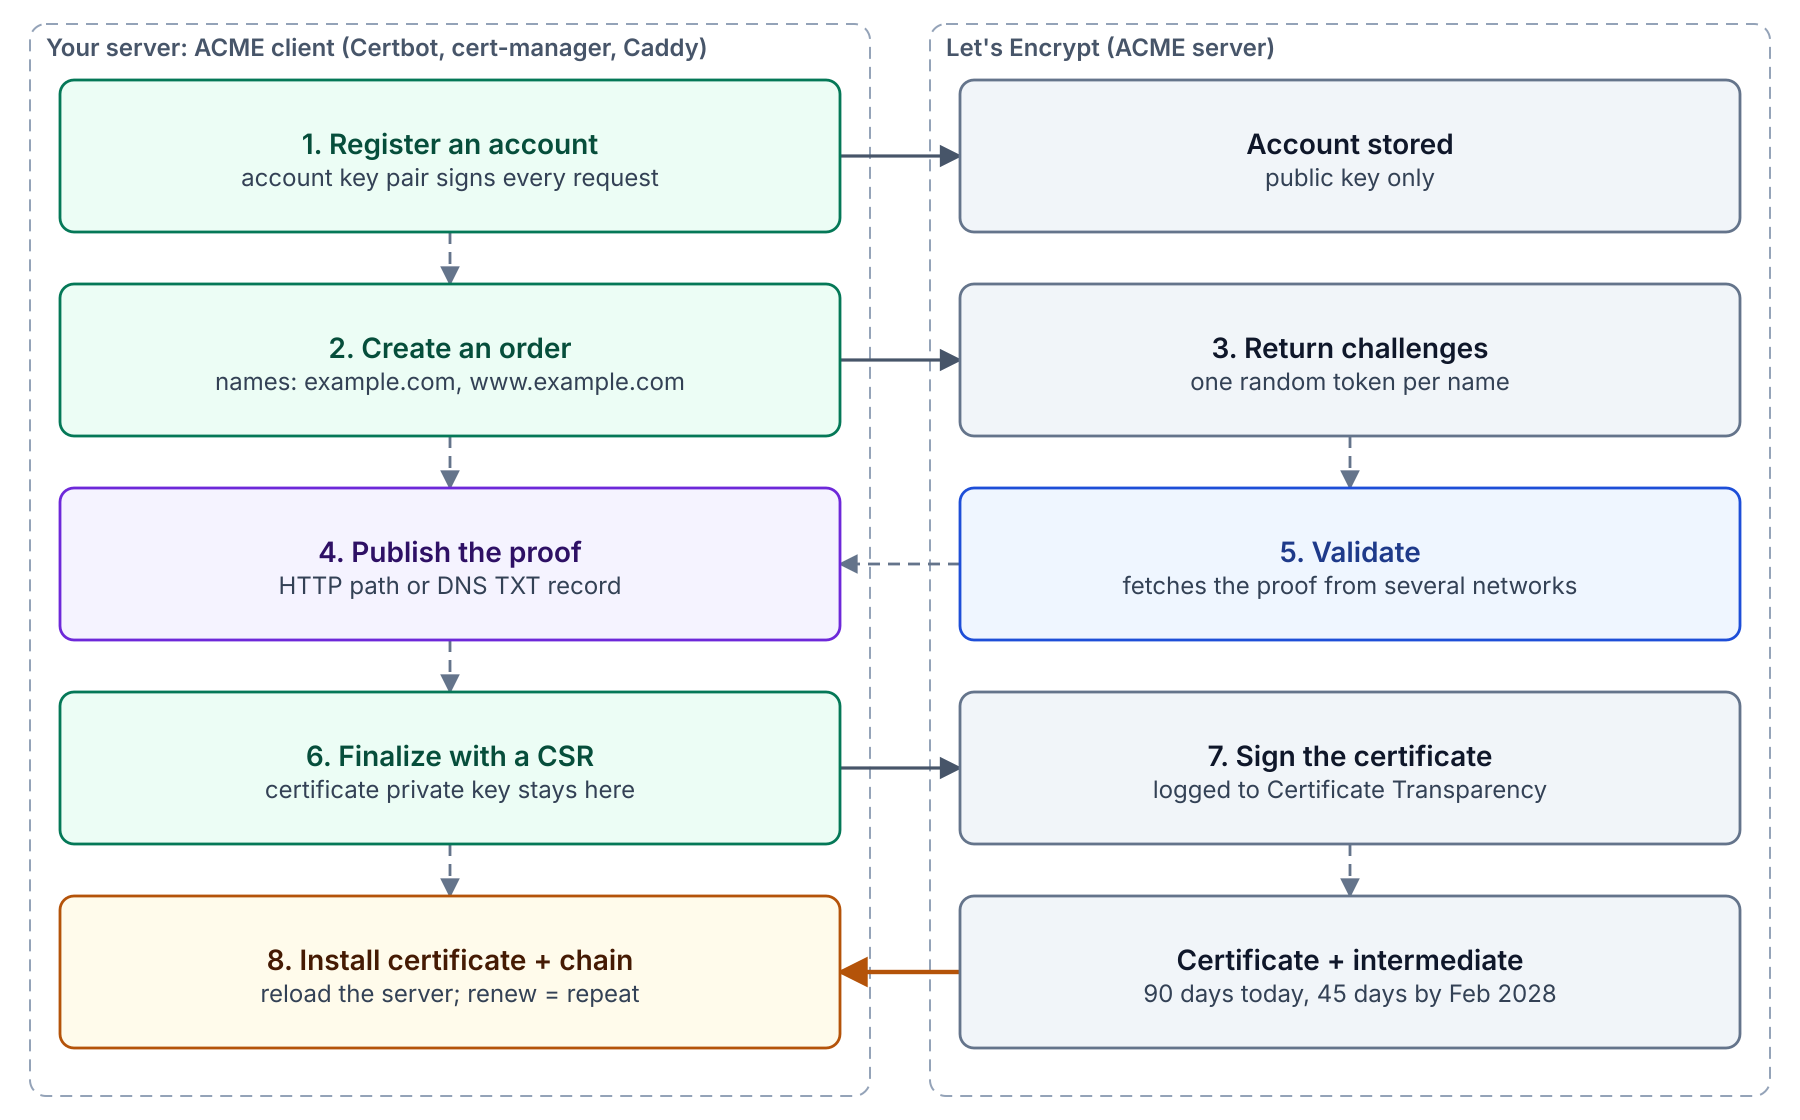 Your server: ACME client (Certbot, cert-manager, Caddy)
Let's Encrypt (ACME server)
1. Register an account
account key pair signs every request
Account stored
public key only
2. Create an order
names: example.com, www.example.com
3. Return challenges
one random token per name
4. Publish the proof
HTTP path or DNS TXT record
5. Validate
fetches the proof from several networks
6. Finalize with a CSR
certificate private key stays here
7. Sign the certificate
logged to Certificate Transparency
8. Install certificate + chain
reload the server; renew = repeat
Certificate + intermediate
90 days today, 45 days by Feb 2028